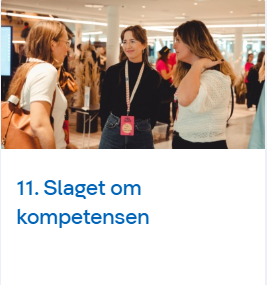 11. Slaget om
kompetensen